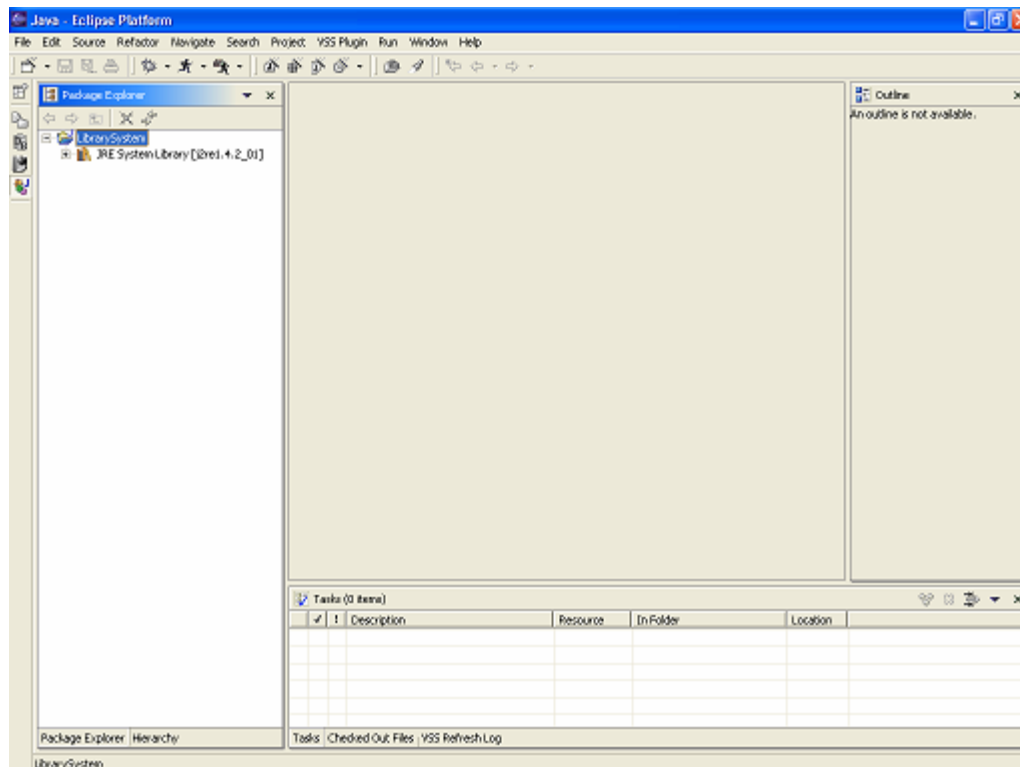 Java - Eclipse Platform
File Edit Source Refactor Navigate Search Project VSS Plugin Run Window Help
Package Explorer
Outline
An outline is not available.
LibrarySystem
JRE System Library [j2re1.4.2_01]
Tasks (0 items)
! Description Resource In Folder Location
Package Explorer Hierarchy
Tasks Checked Out Files VSS Refresh Log
LibrarySystem